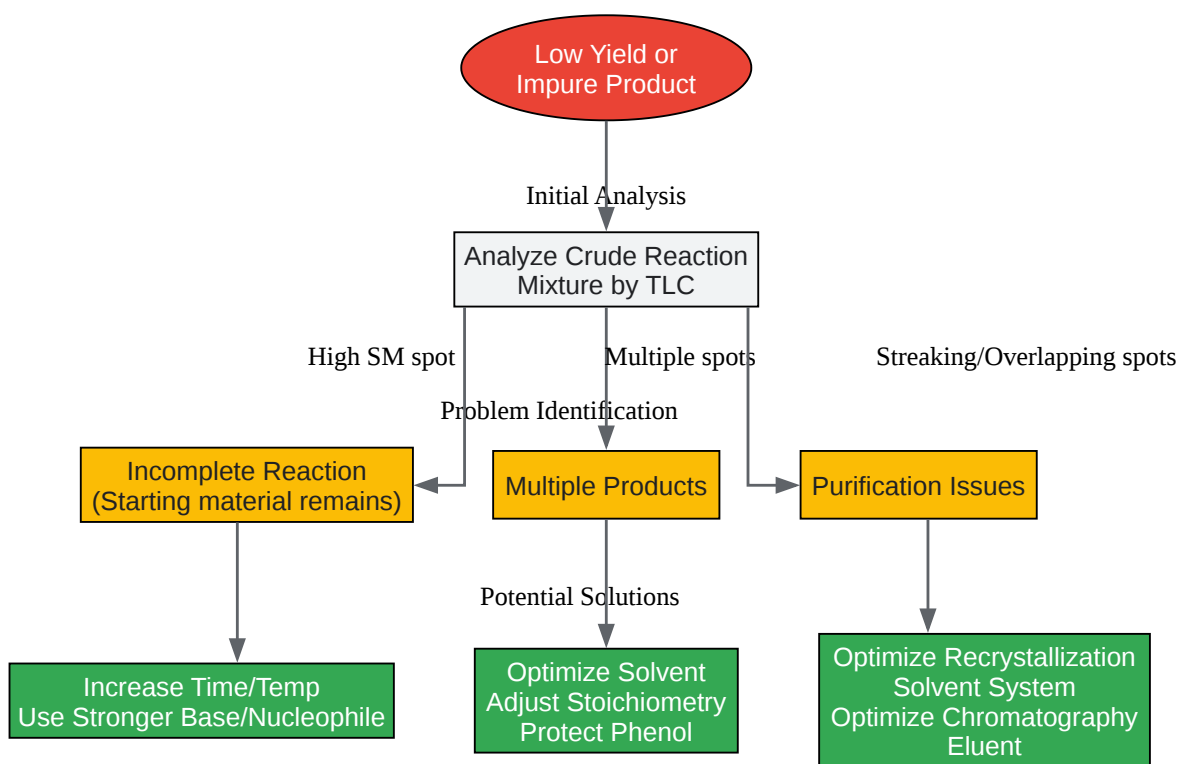 Low Yield or
Impure Product
Initial Analysis
Analyze Crude Reaction
Mixture by TLC
High SM spot
Multiple spots
Streaking/Overlapping spots
Problem Identification
Incomplete Reaction
(Starting material remains)
Multiple Products
Purification Issues
Potential Solutions
Increase Time/Temp
Use Stronger Base/Nucleophile
Optimize Solvent
Adjust Stoichiometry
Protect Phenol
Optimize Recrystallization
Solvent System
Optimize Chromatography
Eluent